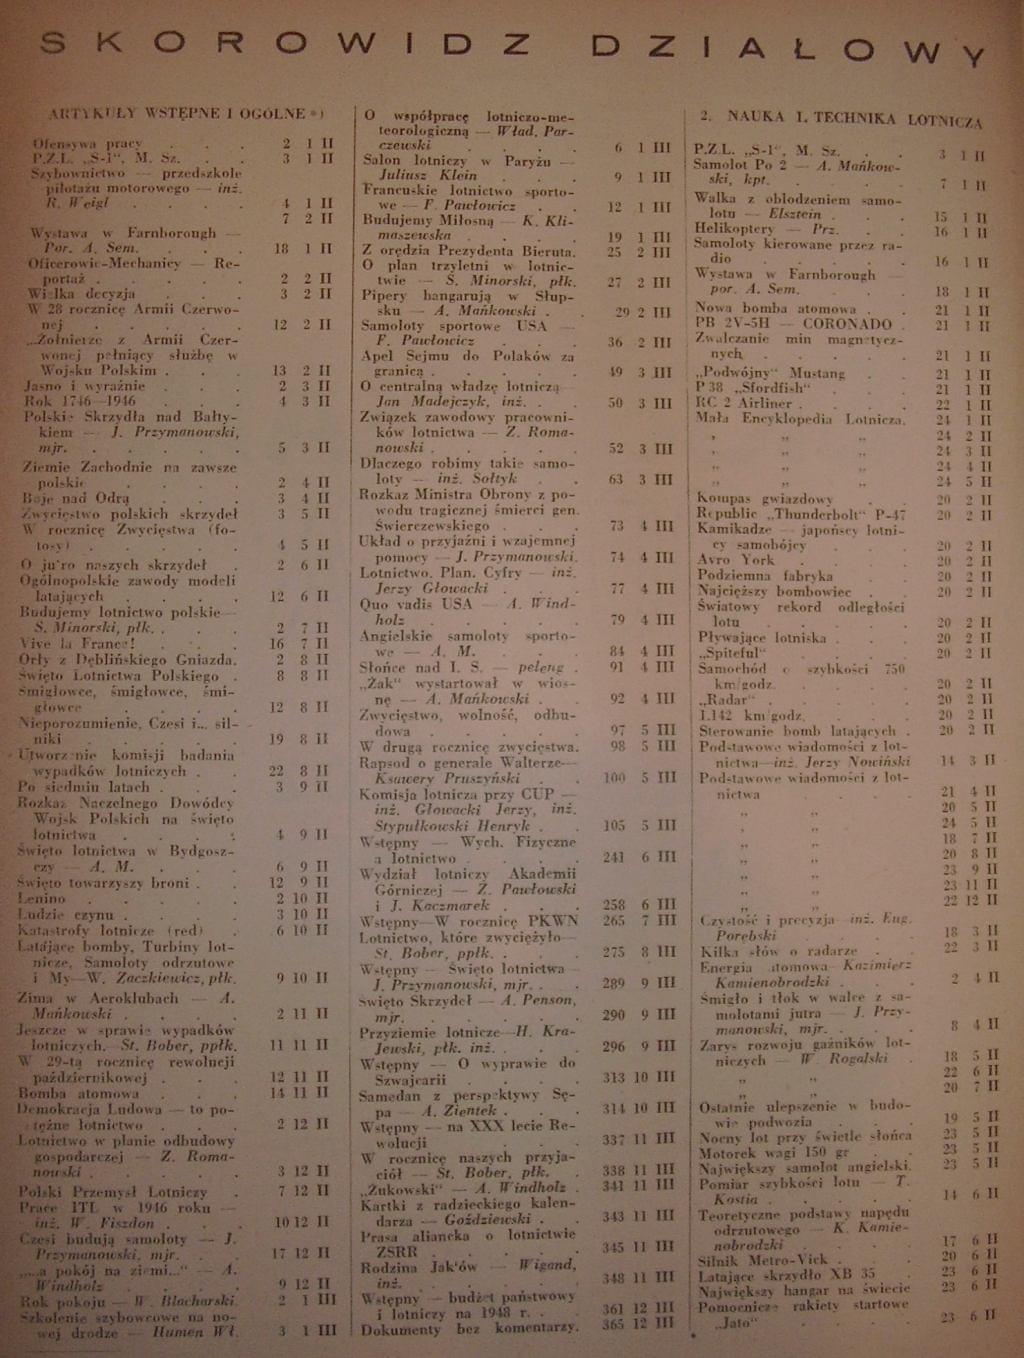 SKOROWIDZ DZIAŁOWY
ARTYKUŁY WSTĘPNE I OGÓLNE *)
Ofensywa pracy . . . 2 1 II
P.Z.L. „S-1", M. Sz. . . 3 1 II
Szybownictwo — przedszkole
pilotażu motorowego — inż.
R. Weigl . . . . 4 1 II
7 2 II
Wystawa w Farnborough —
Por. A. Sem. . . . 18 1 II
Oficerowie-Mechanicy — Re-
portaż . . . . . 2 2 II
Wielka decyzja . . . 3 2 II
W 28 rocznicę Armii Czerwo-
nej . . . . . 12 2 II
„Żołnierze z Armii Czer-
wonej pełniący służbę w
Wojsku Polskim . . . 13 2 II
Jasno i wyraźnie . . . 2 3 II
Rok 1746—1946 . . . 4 3 II
Polskie Skrzydła nad Bałty-
kiem — J. Przymanowski,
mjr. . . . . . 5 3 II
Ziemie Zachodnie na zawsze
polskie . . . . 2 4 II
Boje nad Odrą . . . 3 4 II
Zwycięstwo polskich skrzydeł 3 5 II
W rocznicę Zwycięstwa (fo-
tosy) . . . . . 4 5 II
O jutro naszych skrzydeł . 2 6 II
Ogólnopolskie zawody modeli
latających . . . . 12 6 II
Budujemy lotnictwo polskie —
S. Minorski, płk. . . . 2 7 II
Vive la France! . . . 16 7 II
Orły z Dęblińskiego Gniazda. 2 8 II
Święto Lotnictwa Polskiego . 8 8 II
Śmigłowce, śmigłowce, śmi-
głowce . . . . 12 8 II
Nieporozumienie, Czesi i... sil-
niki . . . . . 19 8 II
Utworzenie komisji badania
wypadków lotniczych . . 22 8 II
Po siedmiu latach . . . 3 9 II
Rozkaz Naczelnego Dowódcy
Wojsk Polskich na święto
lotnictwa . . . . 4 9 II
Święto lotnictwa w Bydgosz-
czy — A. M. . . . 6 9 II
Święto towarzyszy broni . . 12 9 II
Lenino . . . . . 2 10 II
Ludzie czynu . . . . 3 10 II
Katastrofy lotnicze (red) . 6 10 II
Latające bomby, Turbiny lot-
nicze, Samoloty odrzutowe
i My—W. Zaczkiewicz, płk. 9 10 II
Zima w Aeroklubach — A.
Mańkowski . . . . 2 11 II
Jeszcze w sprawie wypadków
lotniczych.—St. Bober, ppłk. 11 11 II
W 29-tą rocznicę rewolucji
październikowej . . . 12 11 II
Bomba atomowa . . . 14 11 II
Demokracja Ludowa — to po-
tężne lotnictwo . . . 2 12 II
Lotnictwo w planie odbudowy
gospodarczej — Z. Roma-
nowski . . . . . 3 12 II
Polski Przemysł Lotniczy . 7 12 II
Prace ITL w 1946 roku —
inż. W. Fiszdon . . . 10 12 II
Czesi budują samoloty — J.
Przymanowski, mjr. . . 17 12 II
„...a pokój na ziemi..." — A.
Windholz . . . . 9 12 II
Rok pokoju — W. Blacharski. 2 1 III
Szkolenie szybowcowe na no-
wej drodze — Humen Wł. 3 1 III
O współpracę lotniczo-me-
teorologiczną — Wład. Par-
czewski . . . . 6 1 III
Salon lotniczy w Paryżu —
Juliusz Klein . . . 9 1 III
Francuskie lotnictwo sporto-
we — F. Pawłowicz . . 12 1 III
Budujemy Miłosną — K. Kli-
maszewska . . . . 19 1 III
Z orędzia Prezydenta Bieruta. 25 2 III
O plan trzyletni w lotnic-
twie — S. Minorski, płk. 27 2 III
Pipery hangarują w Słup-
sku — A. Mańkowski . . 29 2 III
Samoloty sportowe USA —
F. Pawłowicz . . . 36 2 III
Apel Sejmu do Polaków za
granicą . . . . . 49 3 III
O centralną władzę lotniczą —
Jan Madejczyk, inż. . . 50 3 III
Związek zawodowy pracowni-
ków lotnictwa — Z. Roma-
nowski . . . . . 52 3 III
Dlaczego robimy takie samo-
loty — inż. Sołtyk . . 63 3 III
Rozkaz Ministra Obrony z po-
wodu tragicznej śmierci gen.
Świerczewskiego . . . 73 4 III
Układ o przyjaźni i wzajemnej
pomocy — J. Przymanowski. 74 4 III
Lotnictwo. Plan. Cyfry — inż.
Jerzy Głowacki . . . 77 4 III
Quo vadis USA — A. Wind-
holz . . . . . 79 4 III
Angielskie samoloty sporto-
we — A. M. . . . 84 4 III
Słońce nad I. S. — peleng . 91 4 III
„Żak" wystartował w wios-
nę — A. Mańkowski . . 92 4 III
Zwycięstwo, wolność, odbu-
dowa . . . . . 97 5 III
W drugą rocznicę zwycięstwa. 98 5 III
Rapsod o generale Walterze—
Ksawery Pruszyński . . 100 5 III
Komisja lotnicza przy CUP —
inż. Głowacki Jerzy, inż.
Stypułkowski Henryk . . 105 5 III
Wstępny — Wych. Fizyczne
a lotnictwo . . . . 241 6 III
Wydział lotniczy Akademii
Górniczej — Z. Pawłowski
i J. Kaczmarek . . . 258 6 III
Wstępny—W rocznicę PKWN 265 7 III
Lotnictwo, które zwyciężyło—
St. Bober, ppłk. . . . 275 8 III
Wstępny — Święto lotnictwa —
J. Przymanowski, mjr. . . 289 9 III
Święto Skrzydeł — A. Penson,
mjr. . . . . . 290 9 III
Przyziemie lotnicze—H. Kra-
Jewski, płk. inż. . . . 296 9 III
Wstępny — O wyprawie do
Szwajcarii . . . . 313 10 III
Samedan z perspektywy Sę-
pa — A. Ziętek . . . 314 10 III
Wstępny — na XXX lecie Re-
wolucji . . . . 337 11 III
W rocznicę naszych przyja-
ciół — St. Bober, płk. . 338 11 III
„Żukowski" — A. Windholz . 341 11 III
Kartki z radzieckiego kalen-
darza — Goździewski . . 343 11 III
Prasa aliancka o lotnictwie
ZSRR . . . . . 345 11 III
Rodzina Jak'ów — Wigand,
inż. . . . . . 348 11 III
Wstępny — budżet państwowy
i lotniczy na 1948 r. . . 361 12 III
Dokumenty bez komentarzy. 365 12 III
2. NAUKA I TECHNIKA LOTNICZA
P.Z.L. „S-1", M. Sz. . . 3 1 II
Samolot Po 2 — A. Mańkow-
ski, kpt. . . . . 7 1 II
Walka z oblodzeniem samo-
lotu — Elsztein . . . 15 1 II
Helikoptery — Prz. . . 16 1 II
Samoloty kierowane przez ra-
dio . . . . . 16 1 II
Wystawa w Farnborough —
por. A. Sem. . . . 18 1 II
Nowa bomba atomowa . . 21 1 II
PB 2Y-5H — CORONADO . 21 1 II
Zwalczanie min magnetycz-
nych . . . . . 21 1 II
„Podwójny" Mustang . . 21 1 II
P 38 „Sfordfish" . . . 21 1 II
RC 2 Airliner . . . . 22 1 II
Mała Encyklopedia Lotnicza. 24 1 II
„ „ „ 24 2 II
„ „ „ 24 3 II
„ „ „ 24 4 II
„ „ „ 24 5 II
Kompas gwiazdowy . . 20 2 II
Republic „Thunderbolt" P-47 20 2 II
Kamikadze — japońscy lotni-
cy samobójcy . . . 20 2 II
Avro York . . . . 20 2 II
Podziemna fabryka . . 20 2 II
Najcięższy bombowiec . . 20 2 II
Światowy rekord odległości
lotu . . . . . 20 2 II
Pływające lotniska . . . 20 2 II
„Spiteful" . . . . 20 2 II
Samochód o szybkości 750
km/godz. . . . . 20 2 II
„Radar" . . . . . 20 2 II
1.142 km/godz. . . . 20 2 II
Sterowanie bomb latających . 20 2 II
Podstawowe wiadomości z lot-
nictwa—inż. Jerzy Nowiński 14 3 II
Podstawowe wiadomości z lot-
nictwa . . . 21 4 II
„ „ 20 5 II
„ „ 24 5 II
„ „ 18 7 II
„ „ 20 8 II
„ „ 23 9 II
„ „ 23 11 II
„ „ 22 12 II
Czystość i precyzja — inż. Eug.
Porębski . . . . 18 3 II
Kilka słów o radarze . . 22 3 II
Energia atomowa — Kazimierz
Kamienobrodzki . . . 2 4 II
Śmigło i tłok w walce z sa-
molotami jutra — J. Przy-
manowski, mjr. . . . 8 4 II
Zarys rozwoju gaźników lot-
niczych — W. Rogalski . 18 5 II
„ „ 22 6 II
„ „ 20 7 II
Ostatnie ulepszenie w budo-
wie podwozia . . . 19 5 II
Nocny lot przy świetle słońca 23 5 II
Motorek wagi 150 gr . . 23 5 II
Największy samolot angielski. 23 5 II
Pomiar szybkości lotu — T.
Kostia . . . . . 14 6 II
Teoretyczne podstawy napędu
odrzutowego — K. Kamie-
nobrodzki . . . . 17 6 II
Silnik Metro-Vick . . . 20 6 II
Latające skrzydło XB 35 . 23 6 II
Największy hangar na świecie 23 6 II
Pomocnicze rakiety startowe
„Jato" . . . . . 23 6 II